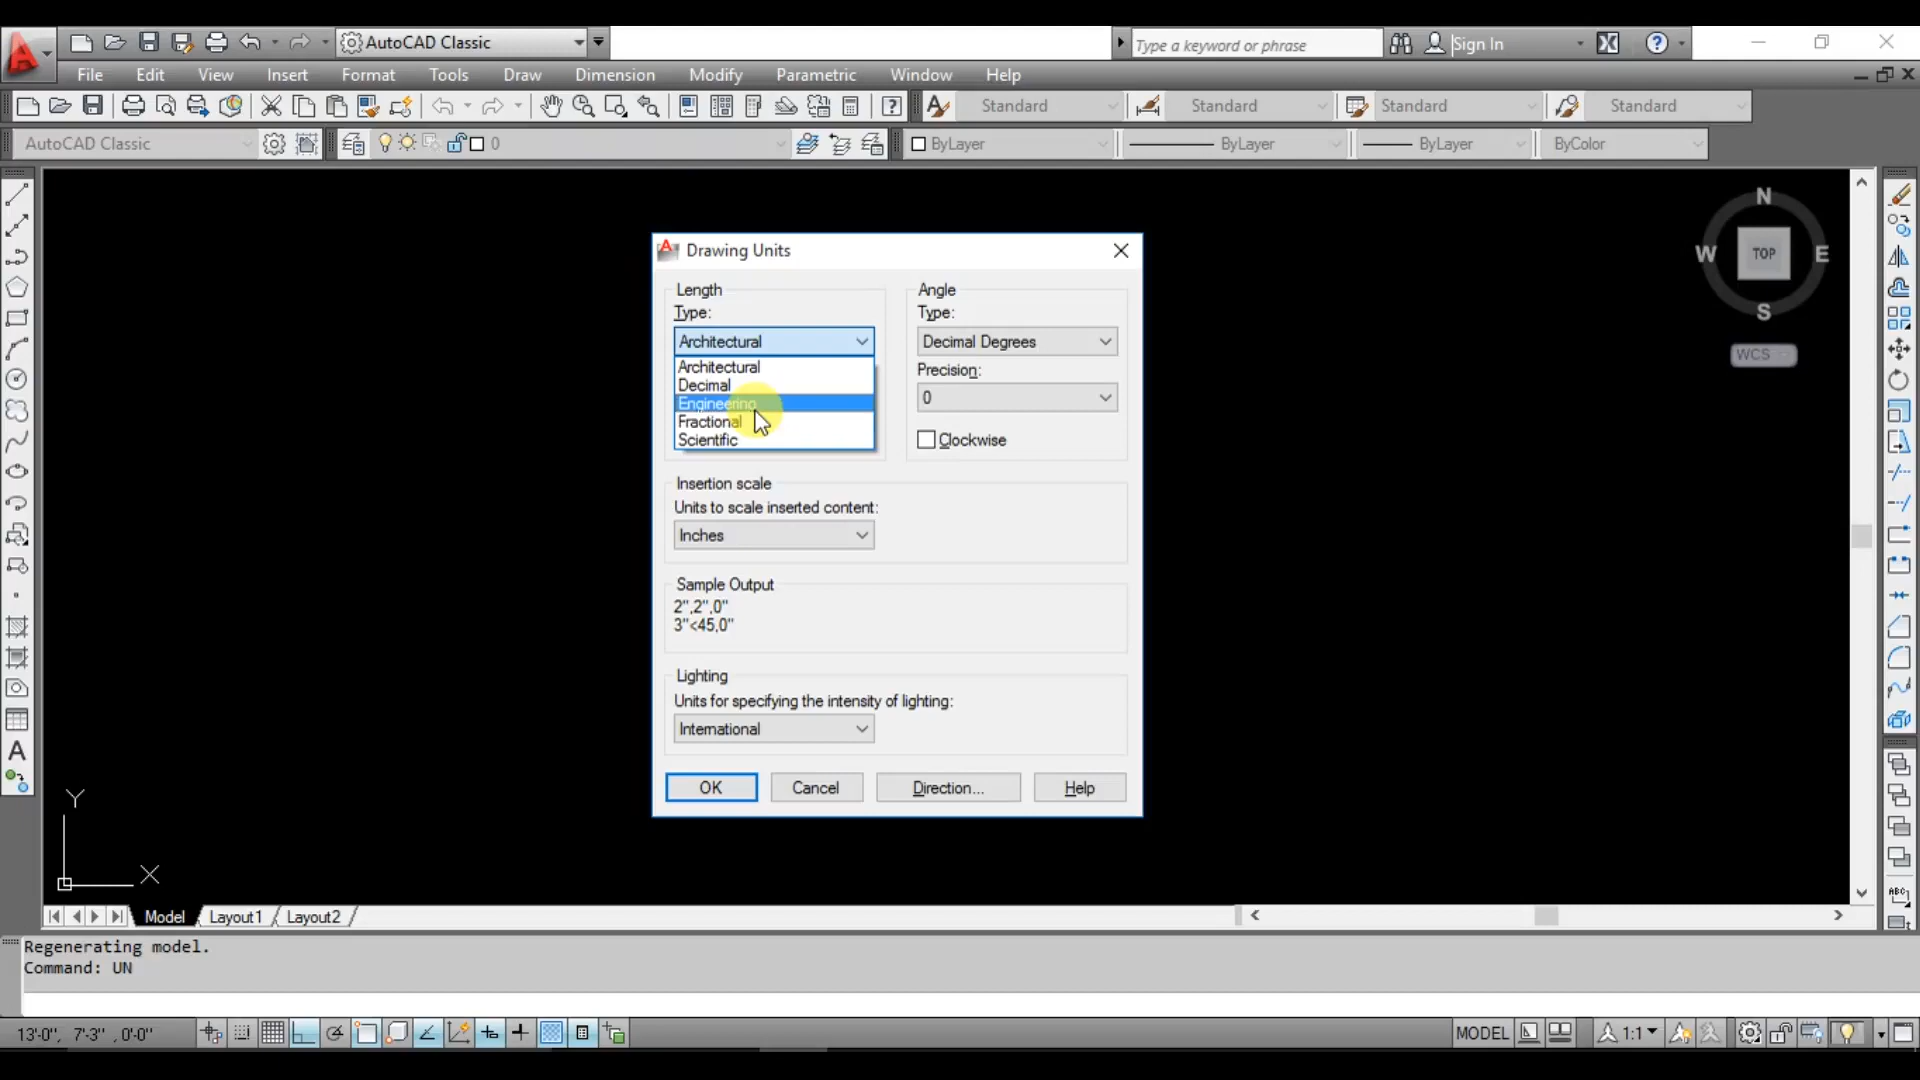 AutoCAD Classic
Type a keyword or phrase
Sign In
File Edit View Insert Format Tools Draw Dimension Modify Parametric Window Help
Standard Standard Standard Standard
AutoCAD Classic
0
ByLayer ByLayer ByLayer ByColor
N
W TOP E
S
WCS
Drawing Units
Length
Type:
Architectural
Architectural
Decimal
Engineering
Fractional
Scientific
Angle
Type:
Decimal Degrees
Precision:
0
Clockwise
Insertion scale
Units to scale inserted content:
Inches
Sample Output
2",2",0"
3"<45,0"
Lighting
Units for specifying the intensity of lighting:
International
OK Cancel Direction... Help
Y
X
Model Layout1 Layout2
Regenerating model.
Command: UN
13'-0", 7'-3" , 0'-0"
MODEL
1:1